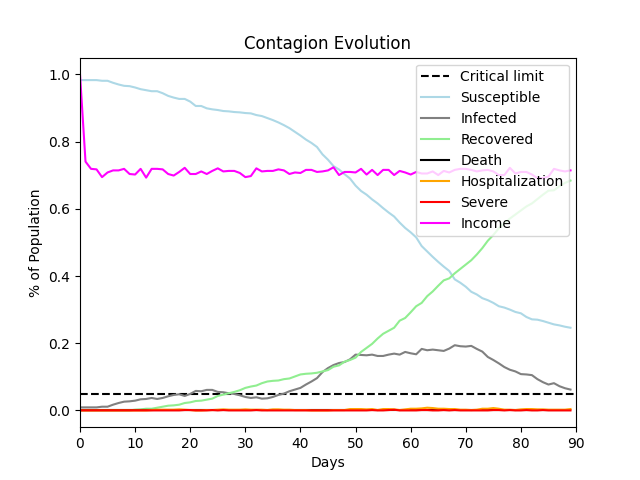 Contagion Evolution
% of Population
1.0
0.8
0.6
0.4
0.2
0.0
Critical limit
Susceptible
Infected
Recovered
Death
Hospitalization
Severe
Income
0 10 20 30 40 50 60 70 80 90
Days